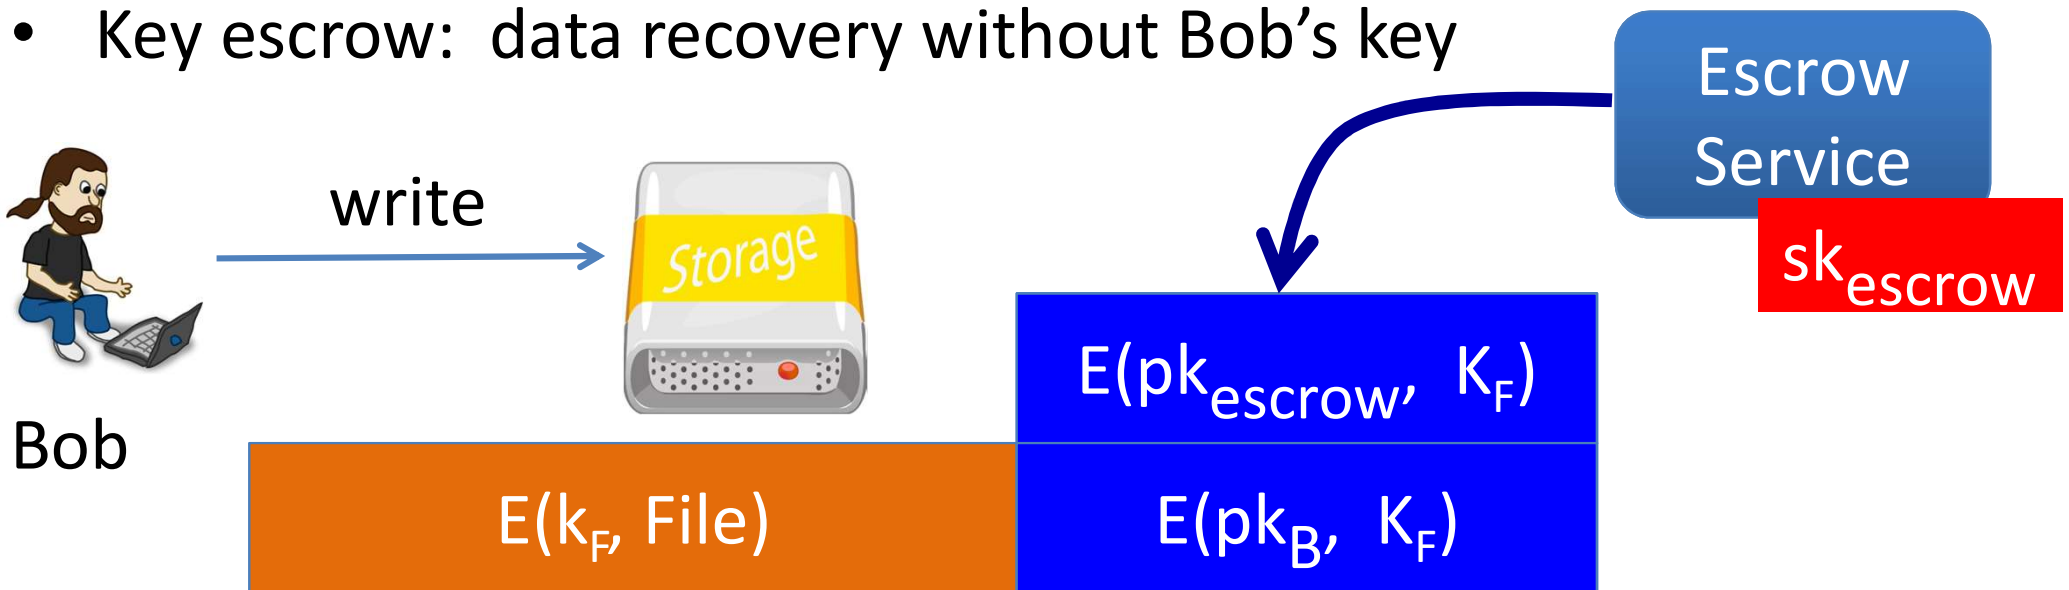 • Key escrow: data recovery without Bob’s key
Escrow
Service
write
Storage
sk_escrow
E(pk_escrow, K_F)
Bob
E(k_F, File)
E(pk_B, K_F)